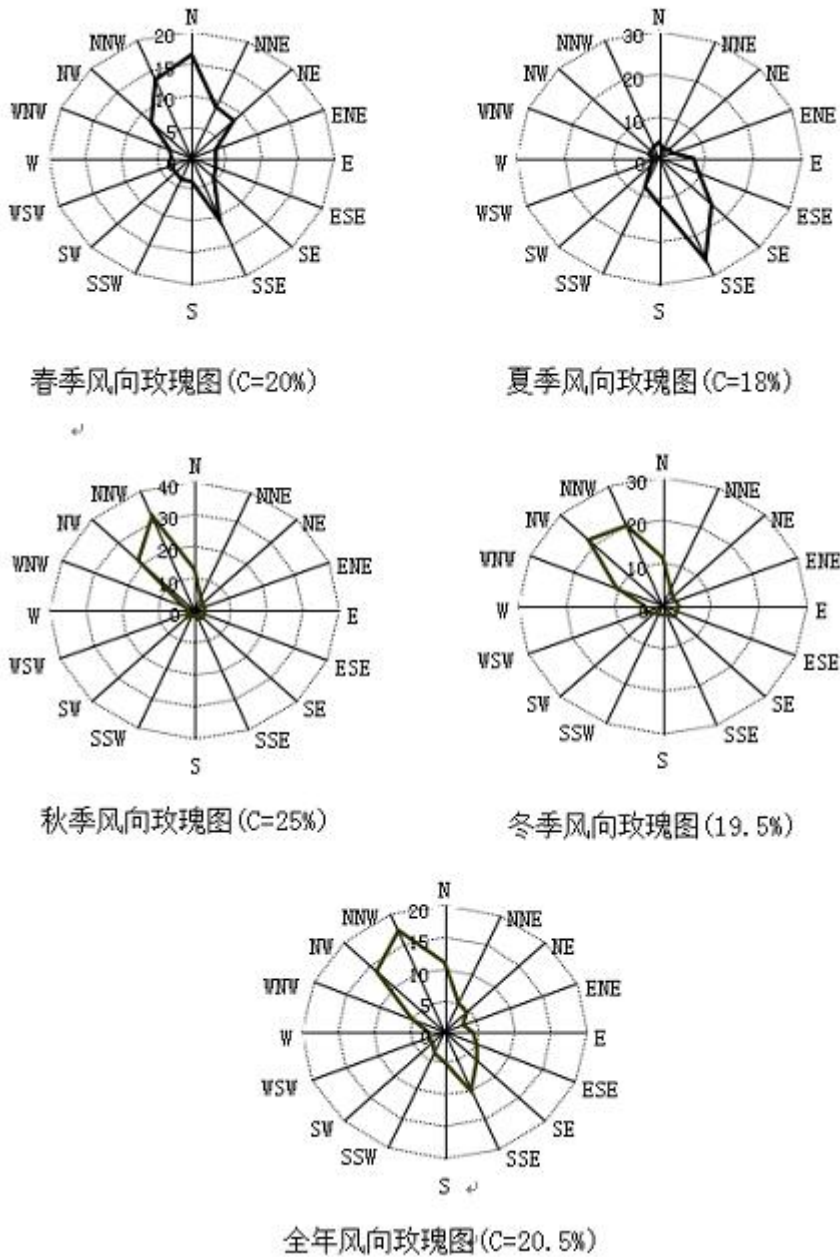 N
NNE
NE
ENE
E
ESE
SE
SSE
S
SSW
SW
WSW
W
WNW
NW
NNW
20
15
10
5
0
春季风向玫瑰图(C=20%)
N
NNE
NE
ENE
E
ESE
SE
SSE
S
SSW
SW
WSW
W
WNW
NW
NNW
30
20
10
0
夏季风向玫瑰图(C=18%)
N
NNE
NE
ENE
E
ESE
SE
SSE
S
SSW
SW
WSW
W
WNW
NW
NNW
40
30
20
10
0
秋季风向玫瑰图(C=25%)
N
NNE
NE
ENE
E
ESE
SE
SSE
S
SSW
SW
WSW
W
WNW
NW
NNW
30
20
10
0
冬季风向玫瑰图(19.5%)
N
NNE
NE
ENE
E
ESE
SE
SSE
S
SSW
SW
WSW
W
WNW
NW
NNW
20
15
10
5
0
全年风向玫瑰图(C=20.5%)